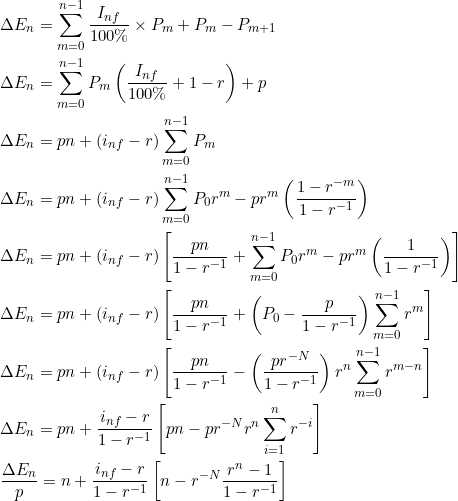 \Delta E_n = \sum_{m=0}^{n-1} \frac{I_{nf}}{100\%} \times P_m + P_m - P_{m+1}
\Delta E_n = \sum_{m=0}^{n-1} P_m \left( \frac{I_{nf}}{100\%} + 1 - r \right) + p
\Delta E_n = pn + (i_{nf} - r) \sum_{m=0}^{n-1} P_m
\Delta E_n = pn + (i_{nf} - r) \sum_{m=0}^{n-1} P_0 r^m - pr^m \left( \frac{1 - r^{-m}}{1 - r^{-1}} \right)
\Delta E_n = pn + (i_{nf} - r) \left[ \frac{pn}{1 - r^{-1}} + \sum_{m=0}^{n-1} P_0 r^m - pr^m \left( \frac{1}{1 - r^{-1}} \right) \right]
\Delta E_n = pn + (i_{nf} - r) \left[ \frac{pn}{1 - r^{-1}} + \left( P_0 - \frac{p}{1 - r^{-1}} \right) \sum_{m=0}^{n-1} r^m \right]
\Delta E_n = pn + (i_{nf} - r) \left[ \frac{pn}{1 - r^{-1}} - \left( \frac{pr^{-N}}{1 - r^{-1}} \right) r^n \sum_{m=0}^{n-1} r^{m-n} \right]
\Delta E_n = pn + \frac{i_{nf} - r}{1 - r^{-1}} \left[ pn - pr^{-N} r^n \sum_{i=1}^{n} r^{-i} \right]
\frac{\Delta E_n}{p} = n + \frac{i_{nf} - r}{1 - r^{-1}} \left[ n - r^{-N} \frac{r^n - 1}{1 - r^{-1}} \right]